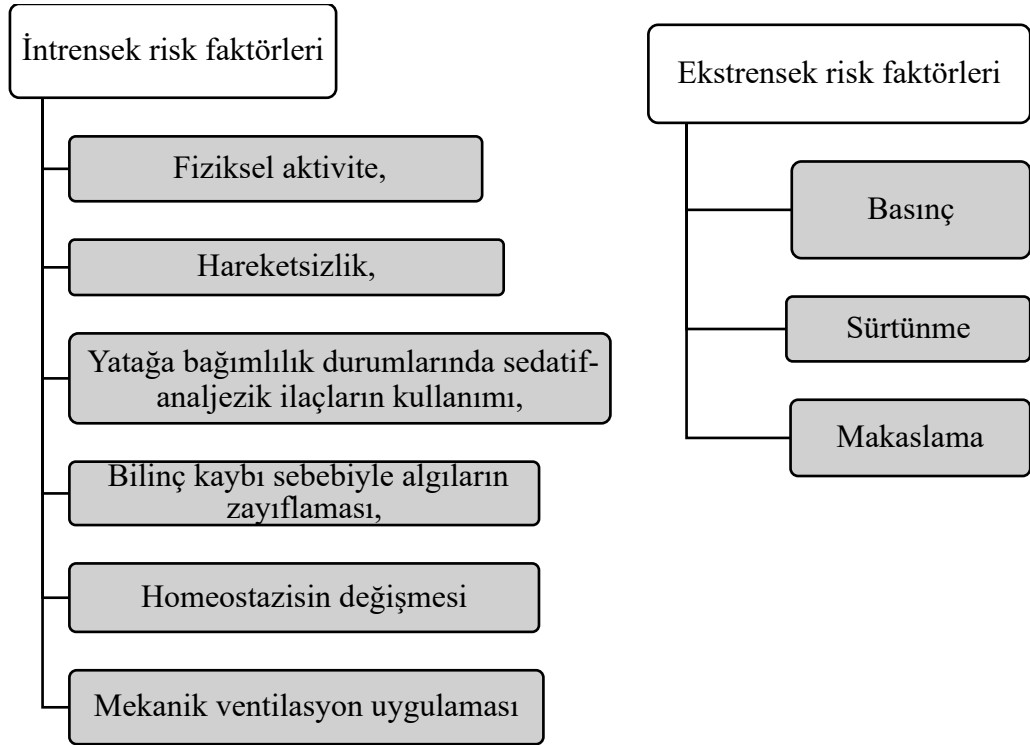 İntrensek risk faktörleri
Fiziksel aktivite,
Hareketsizlik,
Yatağa bağımlılık durumlarında sedatif-
analjezik ilaçların kullanımı,
Bilinç kaybı sebebiyle algıların
zayıflaması,
Homeostazisin değişmesi
Mekanik ventilasyon uygulaması
Ekstrensek risk faktörleri
Basınç
Sürtünme
Makaslama